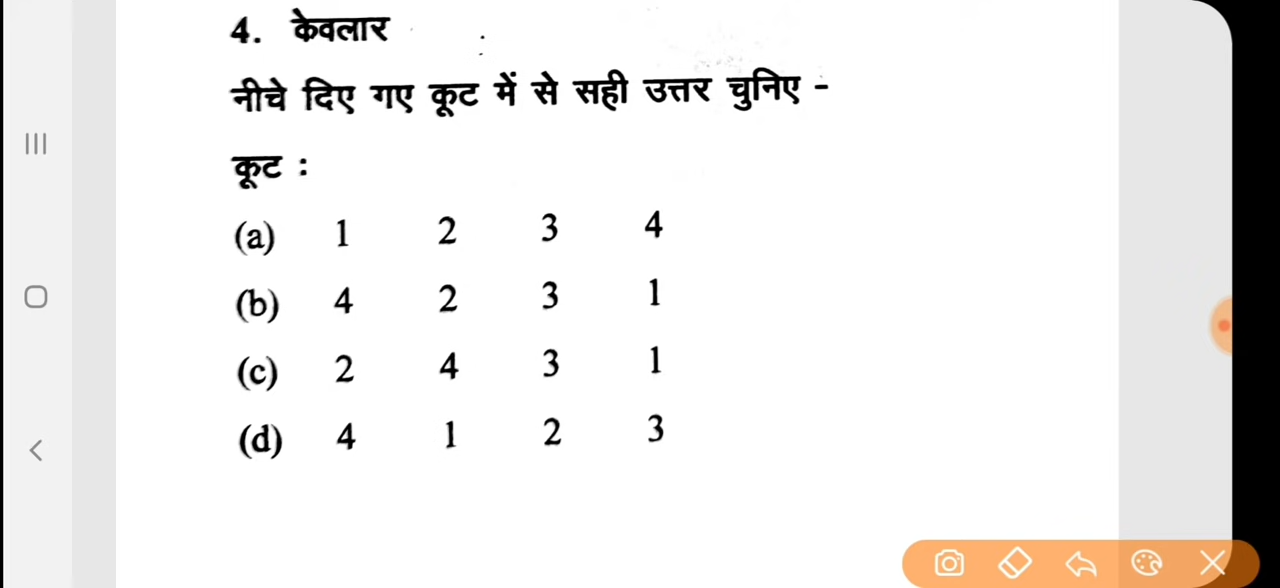 4. केवलार
नीचे दिए गए कूट में से सही उत्तर चुनिए -
कूट :
(a) 1 2 3 4
(b) 4 2 3 1
(c) 2 4 3 1
(d) 4 1 2 3